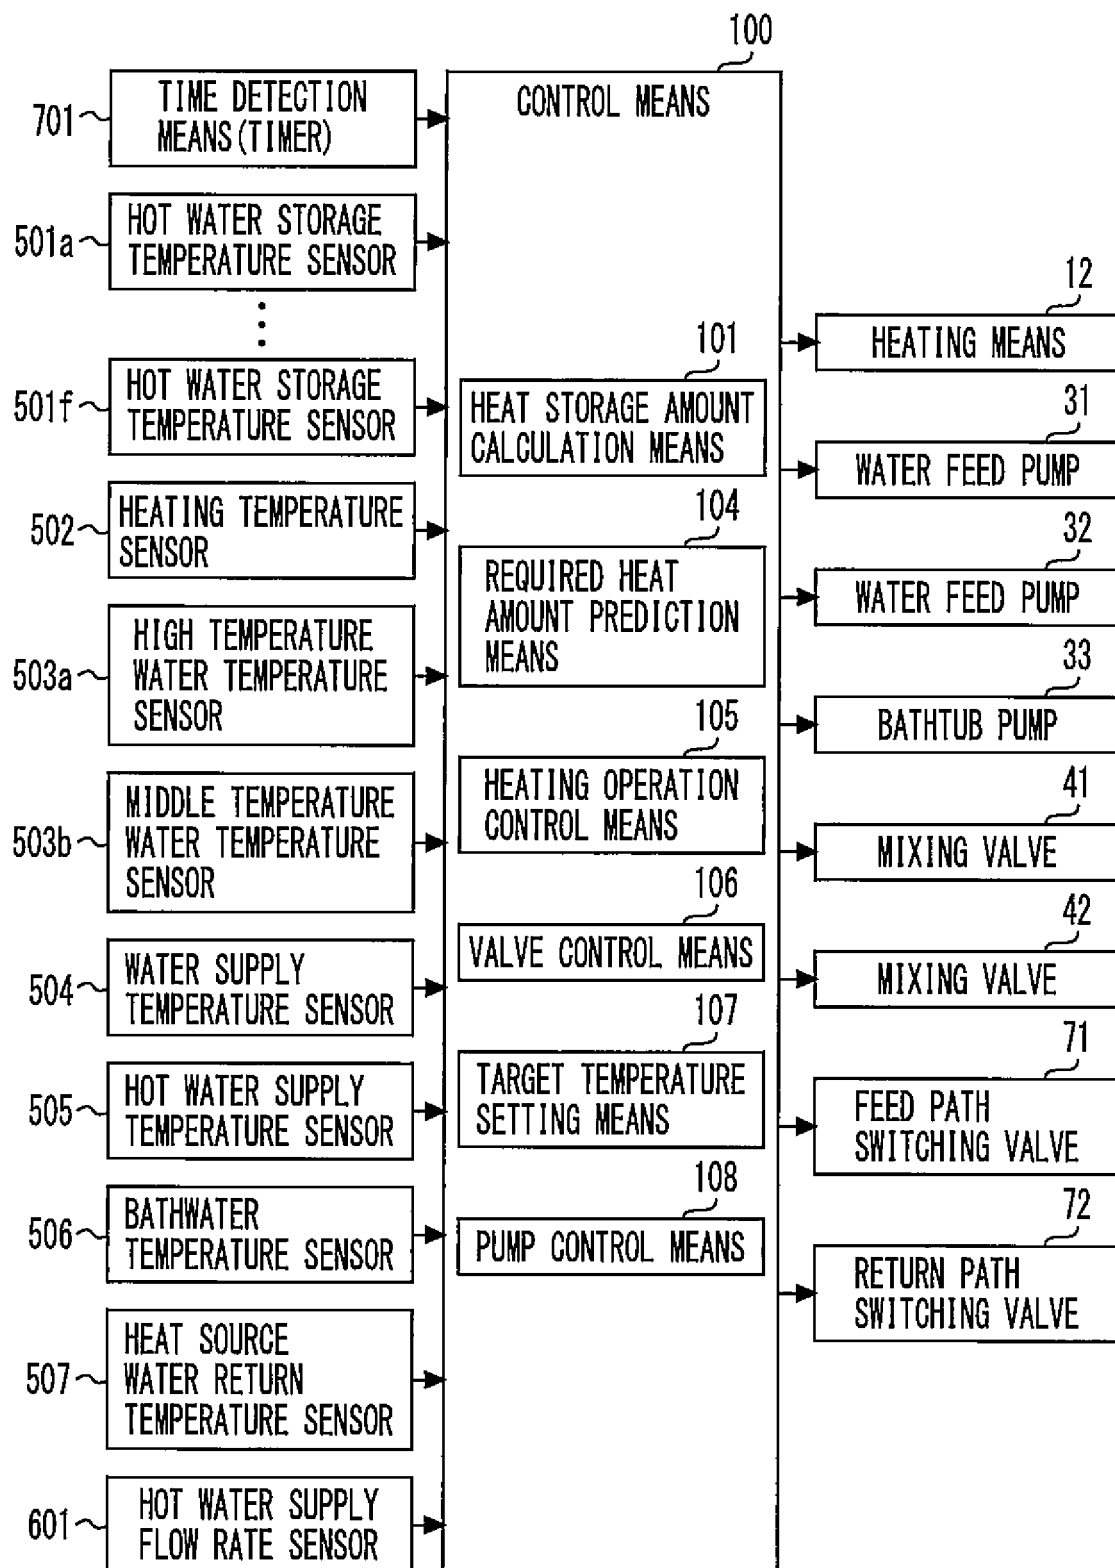 100
701
TIME DETECTION
MEANS(TIMER)
CONTROL MEANS
501a
HOT WATER STORAGE
TEMPERATURE SENSOR
501f
HOT WATER STORAGE
TEMPERATURE SENSOR
502
HEATING TEMPERATURE
SENSOR
503a
HIGH TEMPERATURE
WATER TEMPERATURE
SENSOR
503b
MIDDLE TEMPERATURE
WATER TEMPERATURE
SENSOR
504
WATER SUPPLY
TEMPERATURE SENSOR
505
HOT WATER SUPPLY
TEMPERATURE SENSOR
506
BATHWATER
TEMPERATURE SENSOR
507
HEAT SOURCE
WATER RETURN
TEMPERATURE SENSOR
601
HOT WATER SUPPLY
FLOW RATE SENSOR
101
HEAT STORAGE AMOUNT
CALCULATION MEANS
104
REQUIRED HEAT
AMOUNT PREDICTION
MEANS
105
HEATING OPERATION
CONTROL MEANS
106
VALVE CONTROL MEANS
107
TARGET TEMPERATURE
SETTING MEANS
108
PUMP CONTROL MEANS
12
HEATING MEANS
31
WATER FEED PUMP
32
WATER FEED PUMP
33
BATHTUB PUMP
41
MIXING VALVE
42
MIXING VALVE
71
FEED PATH
SWITCHING VALVE
72
RETURN PATH
SWITCHING VALVE